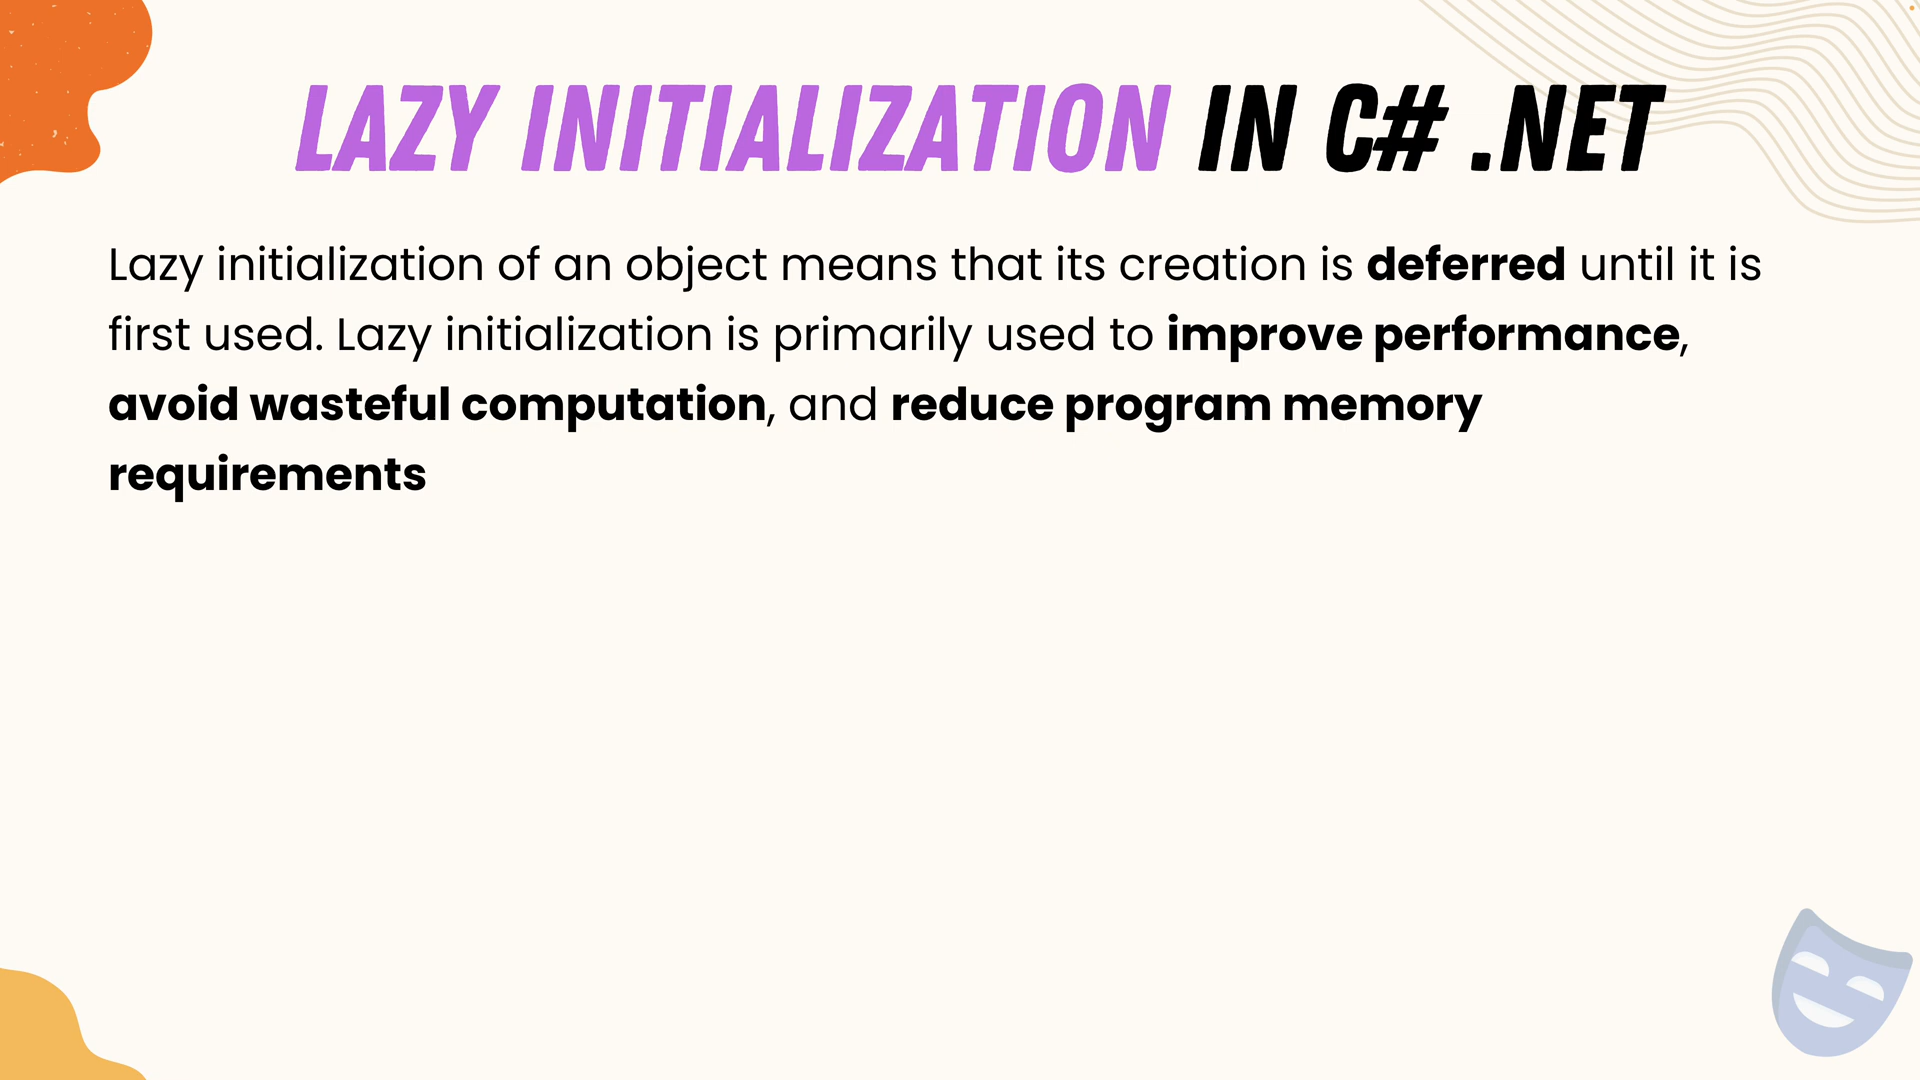 LAZY INITIALIZATION IN C# .NET
Lazy initialization of an object means that its creation is deferred until it is
first used. Lazy initialization is primarily used to improve performance,
avoid wasteful computation, and reduce program memory
requirements